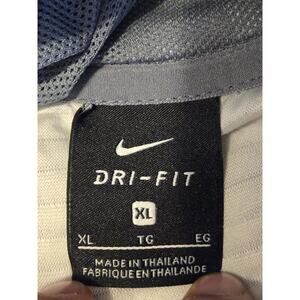 DRI-FIT
XL
XL TG EG
MADE IN THAILAND
FABRIQUE EN THAILANDE